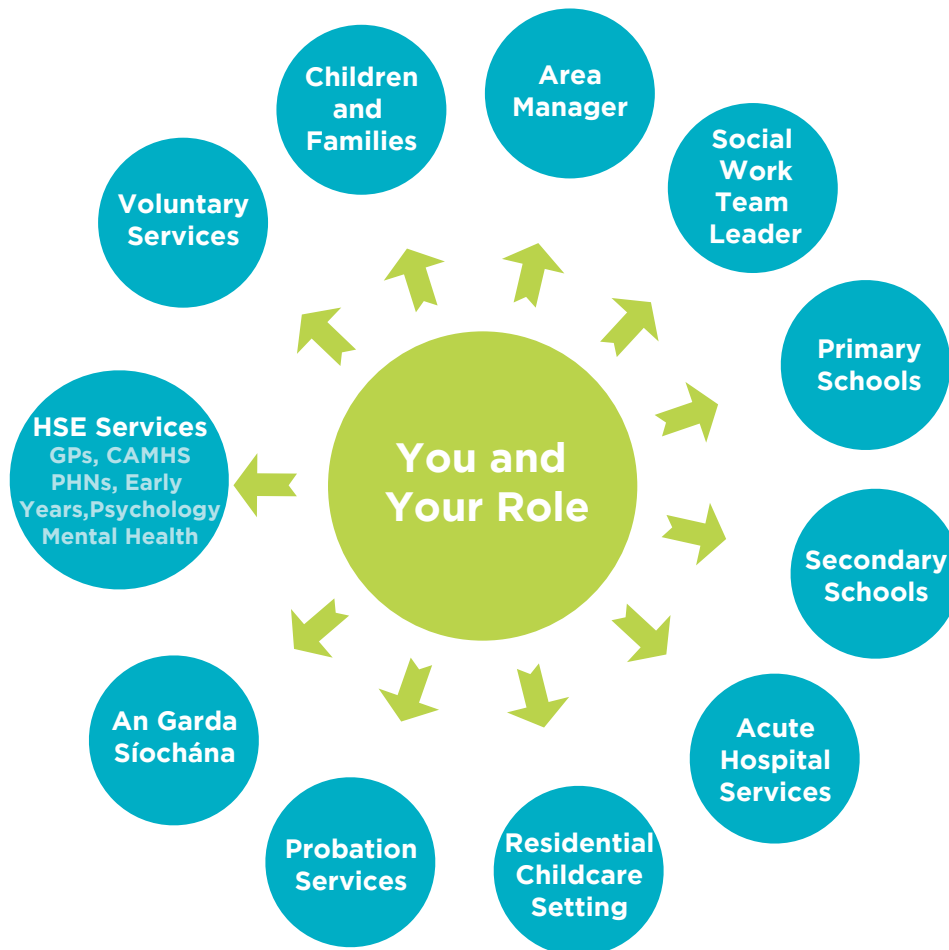 Children
and
Families
Area
Manager
Social
Work
Team
Leader
Voluntary
Services
Primary
Schools
HSE Services
GPs, CAMHS
PHNs, Early
Years,Psychology
Mental Health
You and
Your Role
Secondary
Schools
An Garda
Síochána
Acute
Hospital
Services
Probation
Services
Residential
Childcare
Setting